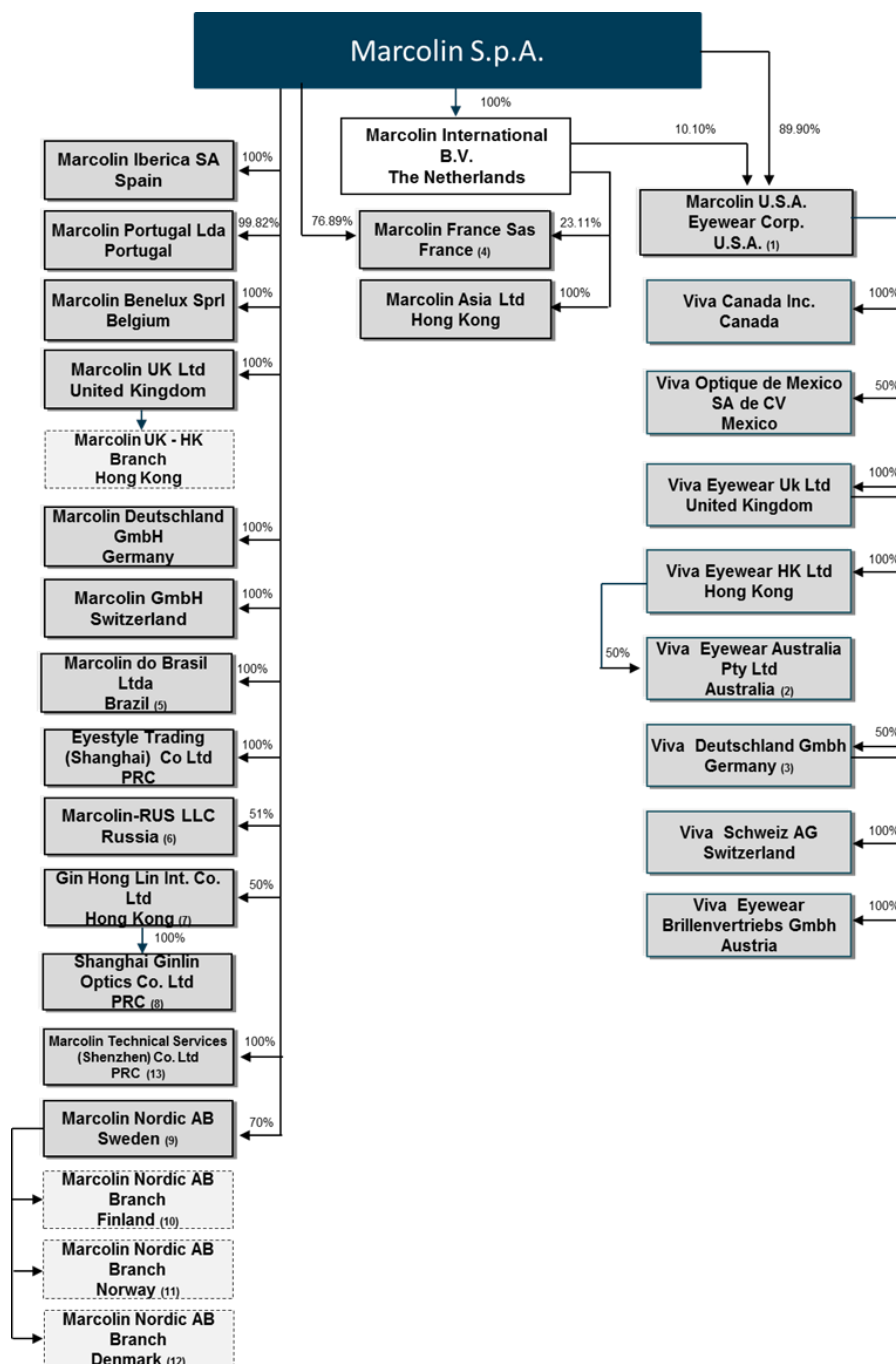 Marcolin S.p.A.
100%
Marcolin International
B.V.
The Netherlands
10.10%
89.90%
Marcolin Iberica SA
Spain
100%
Marcolin Portugal Lda
Portugal
99.82%
76.89%
Marcolin France Sas
France (4)
23.11%
Marcolin U.S.A.
Eyewear Corp.
U.S.A. (1)
Marcolin Benelux Sprl
Belgium
100%
Marcolin Asia Ltd
Hong Kong
100%
Viva Canada Inc.
Canada
100%
Marcolin UK Ltd
United Kingdom
100%
Viva Optique de Mexico
SA de CV
Mexico
50%
Marcolin UK - HK
Branch
Hong Kong
Viva Eyewear Uk Ltd
United Kingdom
100%
Marcolin Deutschland
GmbH
Germany
100%
Viva Eyewear HK Ltd
Hong Kong
100%
Marcolin GmbH
Switzerland
100%
50%
Viva Eyewear Australia
Pty Ltd
Australia (2)
Marcolin do Brasil
Ltda
Brazil (5)
100%
Eyestyle Trading
(Shanghai) Co Ltd
PRC
100%
Viva Deutschland Gmbh
Germany (3)
50%
Marcolin-RUS LLC
Russia (6)
51%
Viva Schweiz AG
Switzerland
100%
Gin Hong Lin Int. Co.
Ltd
Hong Kong (7)
50%
100%
Viva Eyewear
Brillenvertriebs Gmbh
Austria
100%
Shanghai Ginlin
Optics Co. Ltd
PRC (8)
Marcolin Technical Services
(Shenzhen) Co. Ltd
PRC (13)
100%
Marcolin Nordic AB
Sweden (9)
70%
Marcolin Nordic AB
Branch
Finland (10)
Marcolin Nordic AB
Branch
Norway (11)
Marcolin Nordic AB
Branch
Denmark (12)